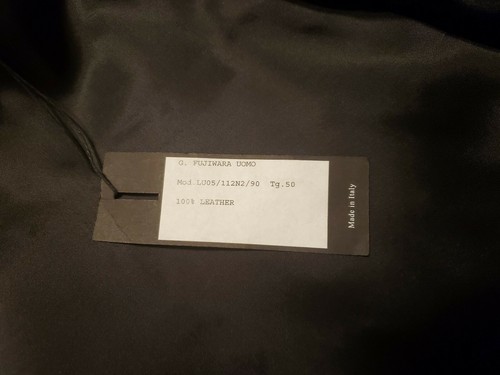 G. FUJIWARA UOMO
Mod.LU05/112N2/90 Tg.50
100% LEATHER
Made in Italy